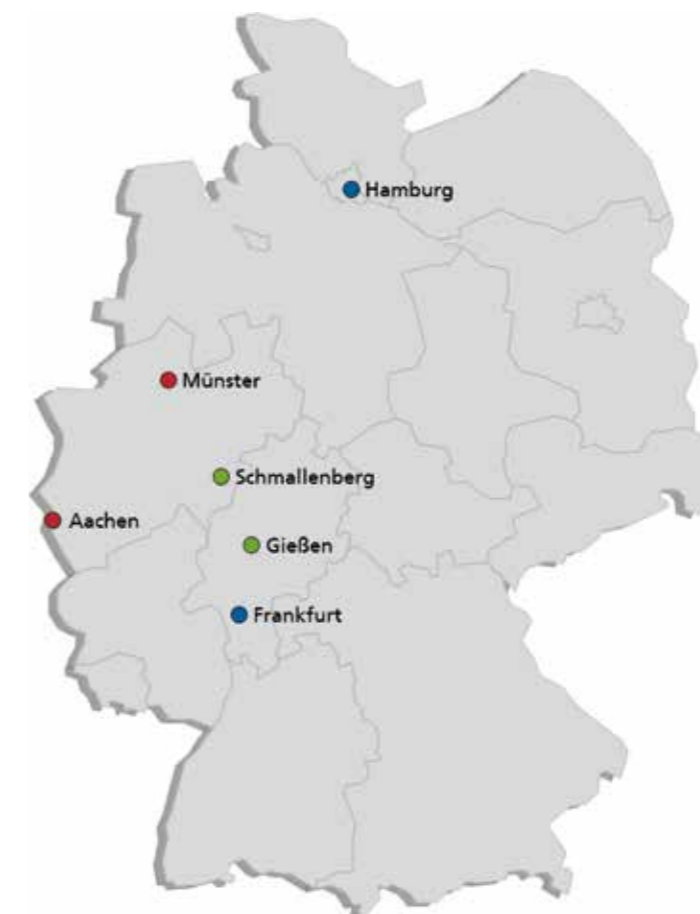 Hamburg
Münster
Schmallenberg
Aachen
Gießen
Frankfurt